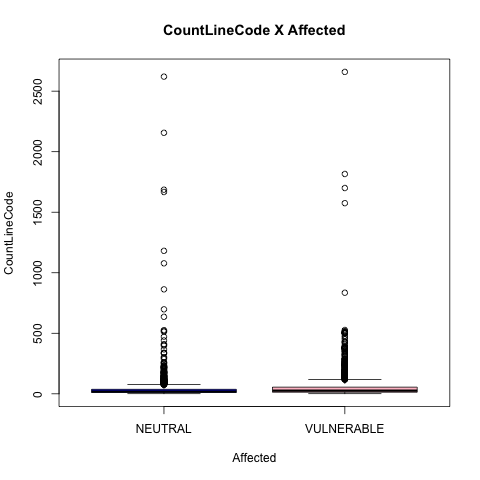 CountLineCode X Affected
2500
2000
1500
1000
500
0
CountLineCode
NEUTRAL
VULNERABLE
Affected